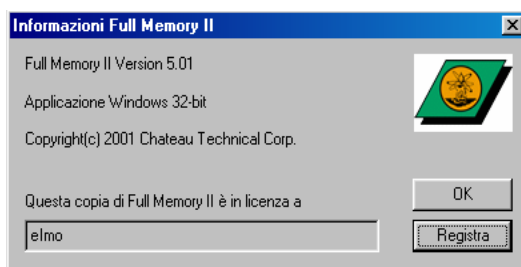 Informazioni Full Memory II
Full Memory II Version 5.01
Applicazione Windows 32-bit
Copyright(c) 2001 Chateau Technical Corp.
Questa copia di Full Memory II è in licenza a
elmo
OK
Registra